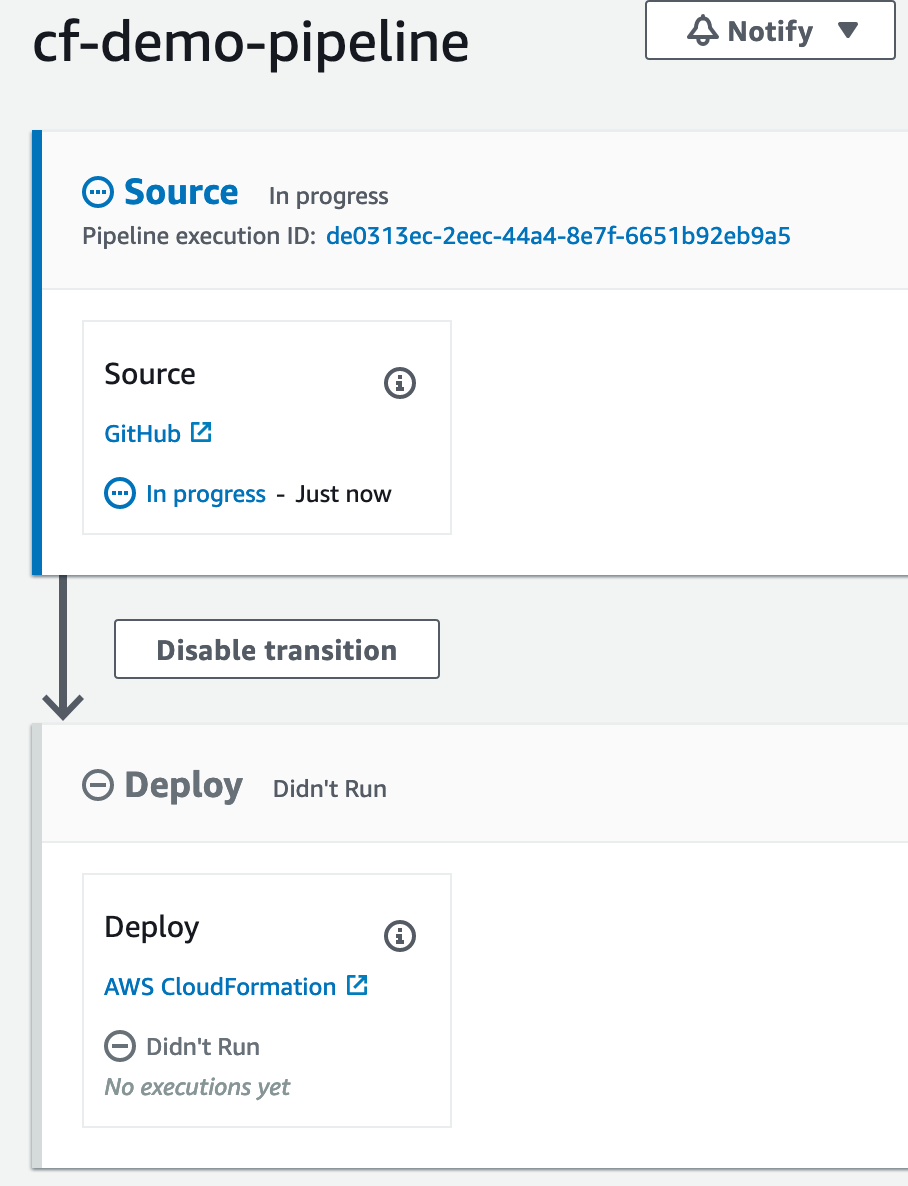 cf-demo-pipeline
Notify
Source In progress
Pipeline execution ID: de0313ec-2eec-44a4-8e7f-6651b92eb9a5
Source
GitHub
In progress - Just now
Disable transition
Deploy Didn't Run
Deploy
AWS CloudFormation
Didn't Run
No executions yet